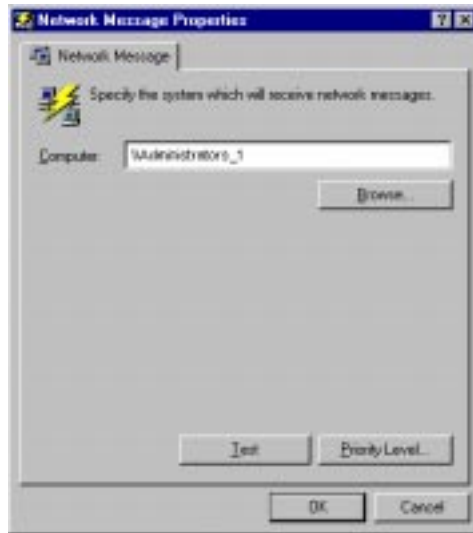 Network Message Properties
Network Message
Specify the system which will receive network messages.
Computer: \\Administrators_1
Browse...
Test
Priority Level...
OK
Cancel